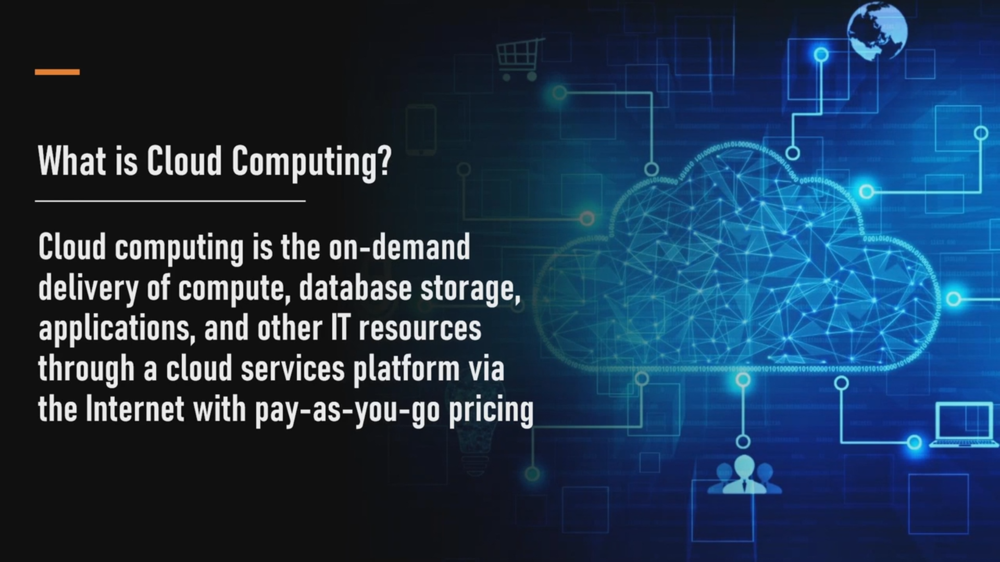 What is Cloud Computing?
Cloud computing is the on-demand
delivery of compute, database storage,
applications, and other IT resources
through a cloud services platform via
the Internet with pay-as-you-go pricing